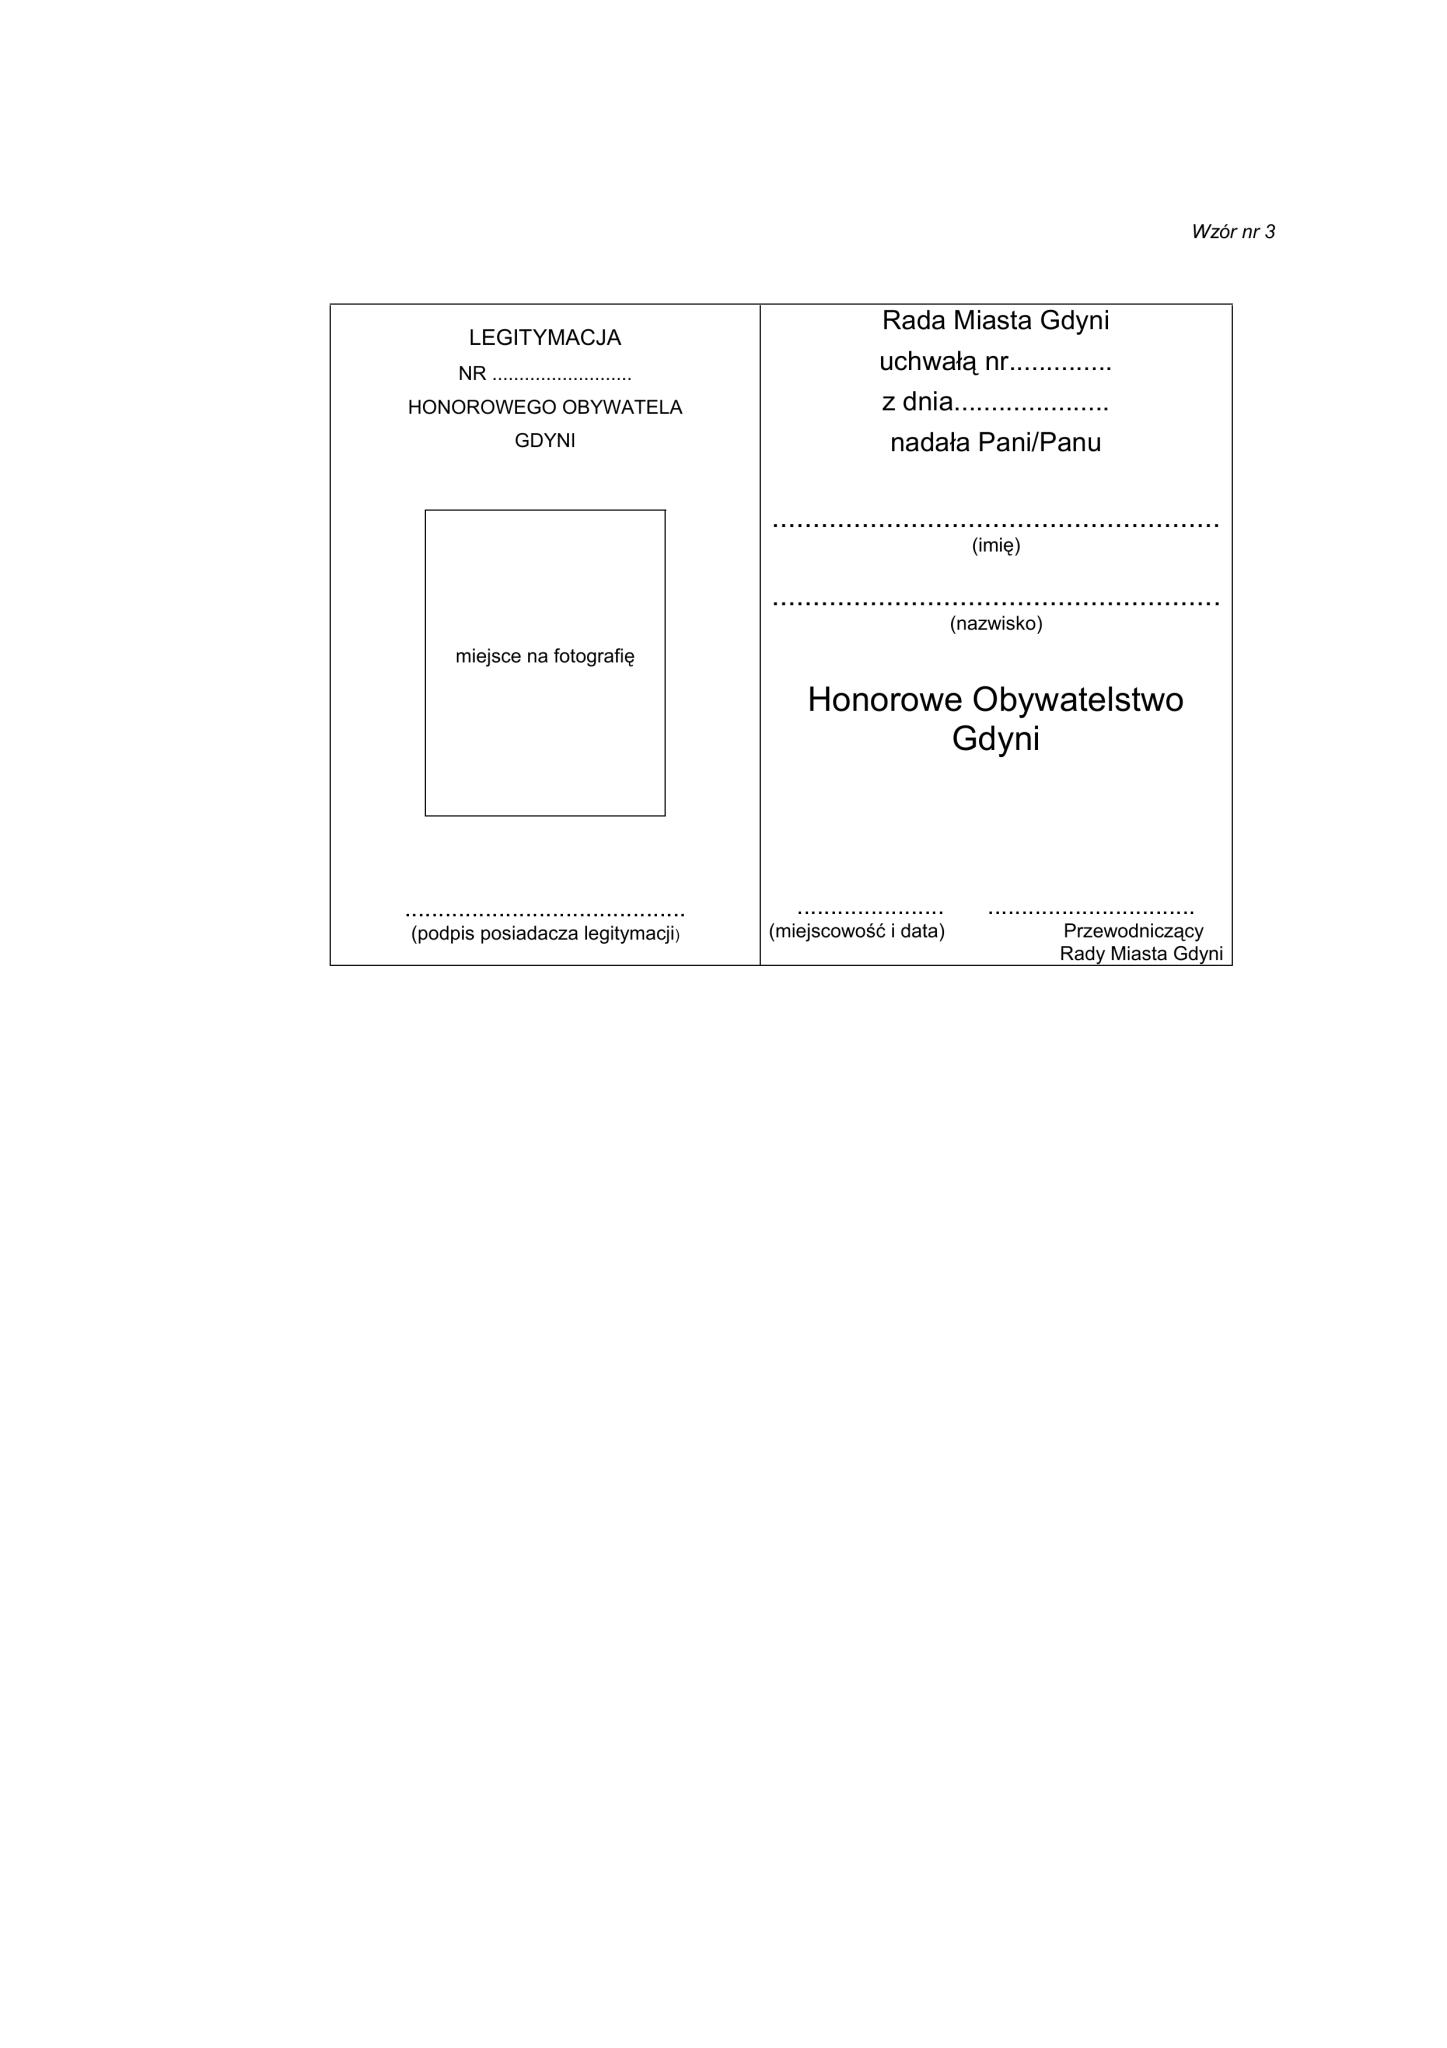 Wzór nr 3
LEGITYMACJA
NR ..........................
HONOROWEGO OBYWATELA
GDYNI
miejsce na fotografię
..........................................
(podpis posiadacza legitymacji)
Rada Miasta Gdyni
uchwałą nr..............
z dnia.....................
nadała Pani/Panu
......................................................
(imię)
......................................................
(nazwisko)
Honorowe Obywatelstwo
Gdyni
...................... ...............................
(miejscowość i data) Przewodniczący
Rady Miasta Gdyni